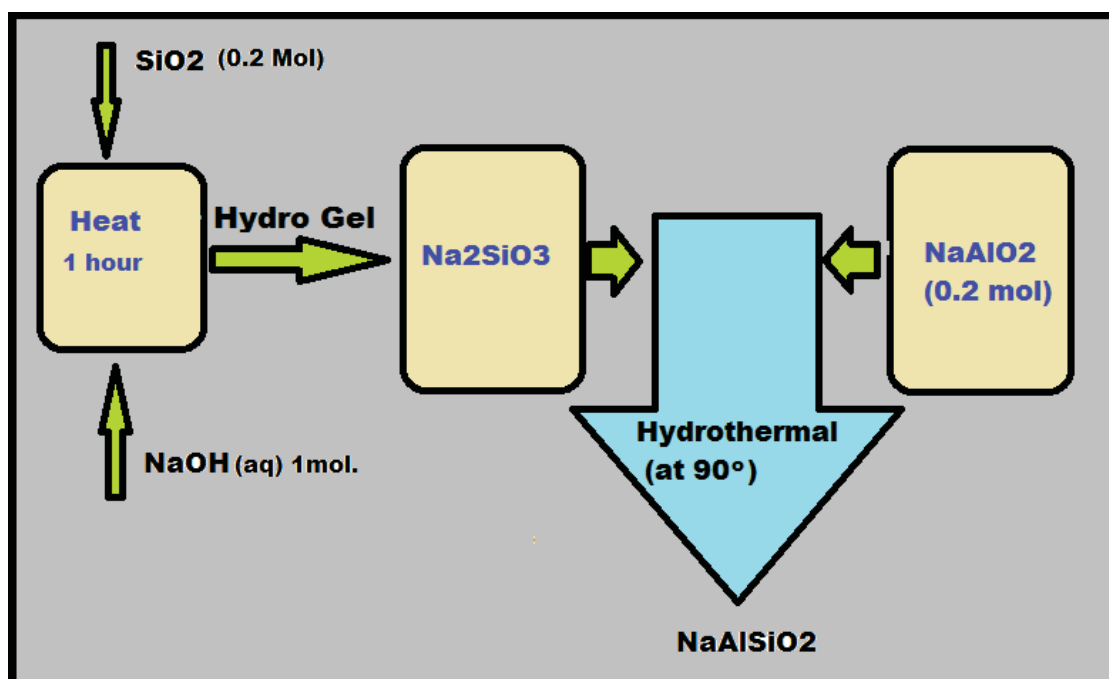 SiO2 (0.2 Mol)
Heat
1 hour
Hydro Gel
NaOH (aq) 1mol.
Na2SiO3
NaAlO2
(0.2 mol)
Hydrothermal
(at 90°)
NaAlSiO2